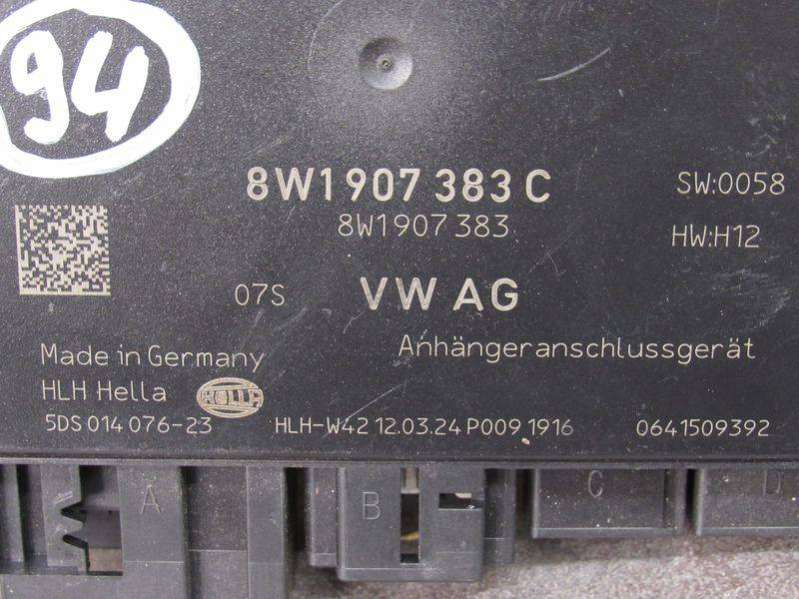 94
8W1 907 383 C
SW:0058
8W1 907 383
HW:H12
07S
VW AG
Made in Germany
Anhängeranschlussgerät
HLH Hella
HELLA
5DS 014 076-23
HLH-W42 12.03.24 P009 1916
0641509392
A
B
C
D